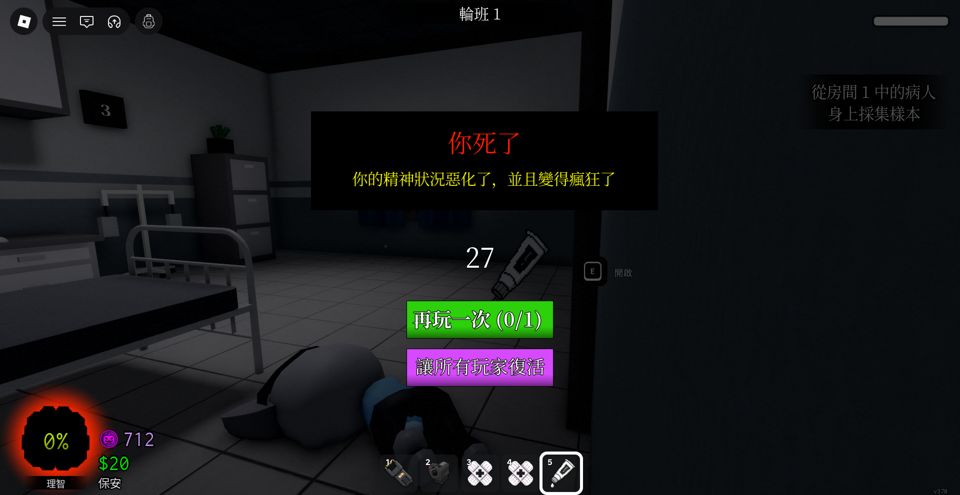 輪班 1
從房間 1 中的病人
身上採集樣本
3
你死了
你的精神狀況惡化了，並且變得瘋狂了
27
E 開啟
再玩一次 (0/1)
讓所有玩家復活
0%
理智
712
$20
保安
1 2 3 4 5